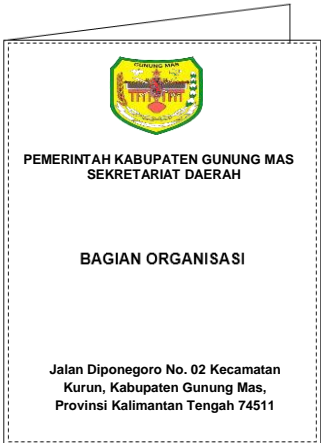 GUNUNG MAS
PEMERINTAH KABUPATEN GUNUNG MAS
SEKRETARIAT DAERAH
BAGIAN ORGANISASI
Jalan Diponegoro No. 02 Kecamatan
Kurun, Kabupaten Gunung Mas,
Provinsi Kalimantan Tengah 74511